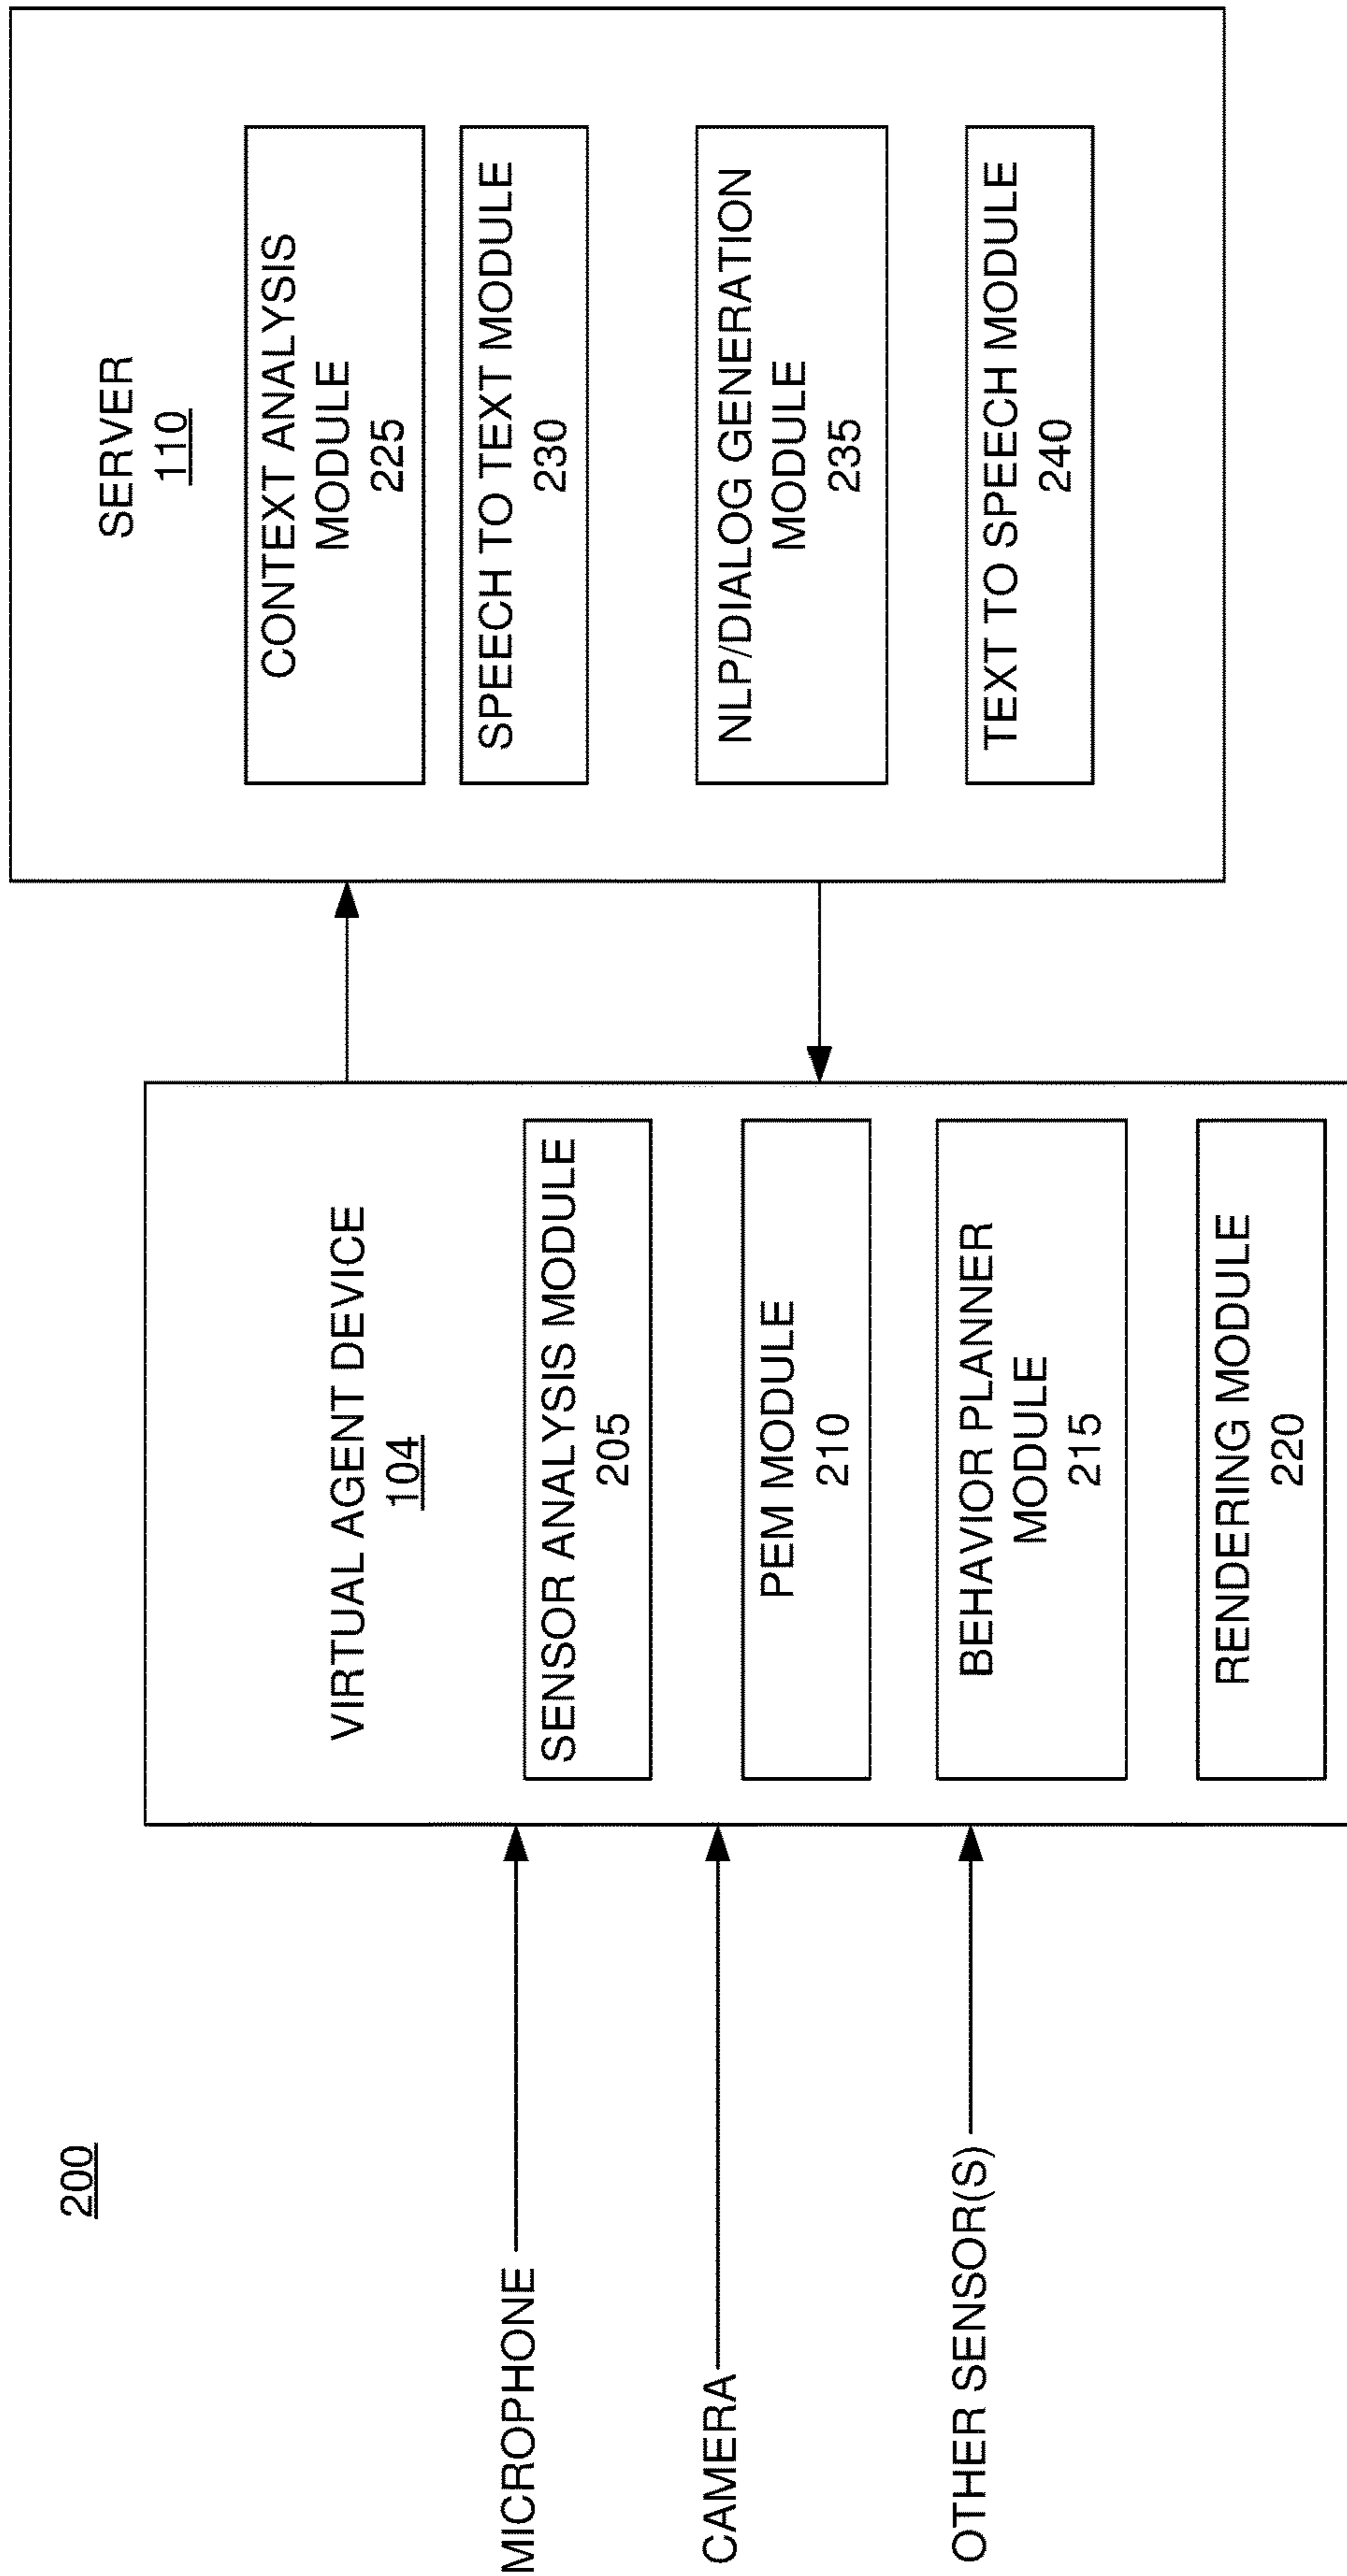 200
MICROPHONE
CAMERA
OTHER SENSOR(S)
VIRTUAL AGENT DEVICE
104
SENSOR ANALYSIS MODULE
205
PEM MODULE
210
BEHAVIOR PLANNER
MODULE
215
RENDERING MODULE
220
SERVER
110
CONTEXT ANALYSIS
MODULE
225
SPEECH TO TEXT MODULE
230
NLP/DIALOG GENERATION
MODULE
235
TEXT TO SPEECH MODULE
240